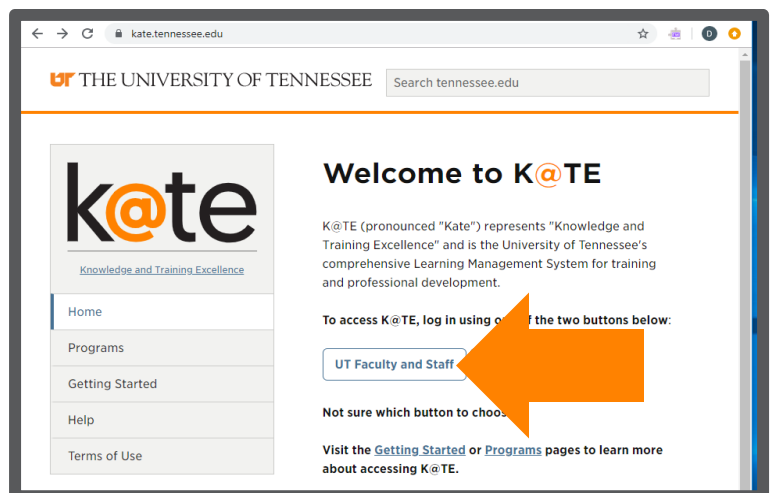 kate.tennessee.edu
D
UT THE UNIVERSITY OF TENNESSEE
Search tennessee.edu
k@te
Knowledge and Training Excellence
Home
Programs
Getting Started
Help
Terms of Use
Welcome to K@TE
K@TE (pronounced "Kate") represents "Knowledge and
Training Excellence" and is the University of Tennessee's
comprehensive Learning Management System for training
and professional development.
To access K@TE, log in using of the two buttons below:
UT Faculty and Staff
Not sure which button to
Visit the Getting Started or Programs pages to learn more
about accessing K@TE.